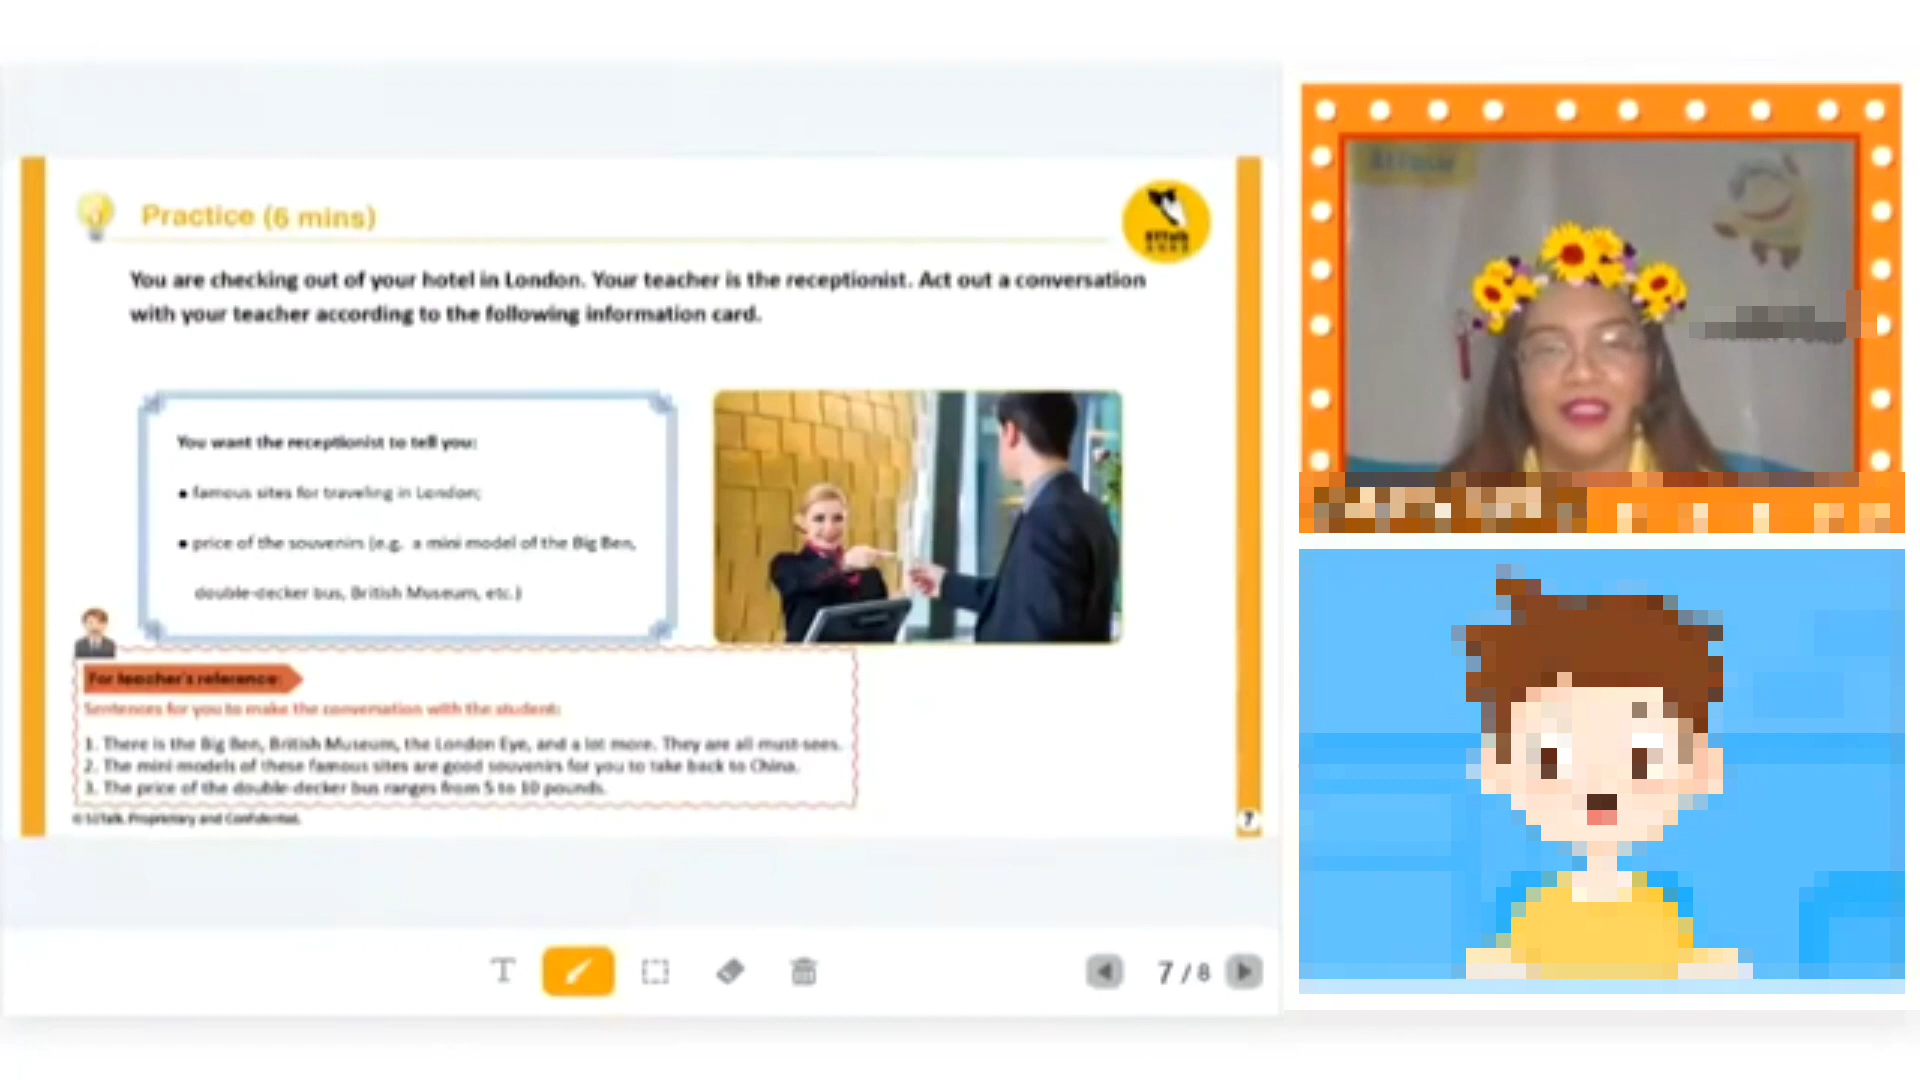 Practice (6 mins)
51Talk
You are checking out of your hotel in London. Your teacher is the receptionist. Act out a conversation
with your teacher according to the following information card.
You want the receptionist to tell you:
● famous sites for traveling in London;
● price of the souvenirs (e.g. a mini model of the Big Ben,
double-decker bus, British Museum, etc.)
For teacher's reference:
Sentences for you to make the conversation with the student:
1. There is the Big Ben, British Museum, the London Eye, and a lot more. They are all must-sees.
2. The mini models of these famous sites are good souvenirs for you to take back to China.
3. The price of the double-decker bus ranges from 5 to 10 pounds.
© 51Talk. Proprietary and Confidential.
7
T
7 / 8